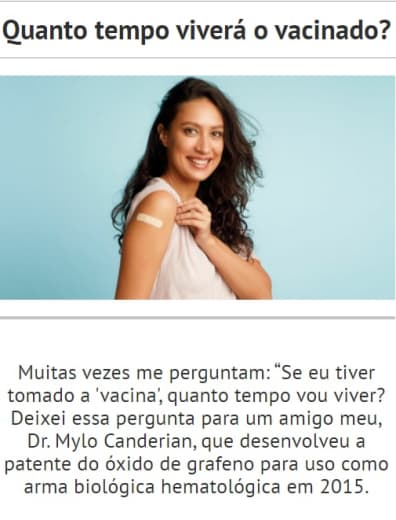 Quanto tempo viverá o vacinado?
Muitas vezes me perguntam: “Se eu tiver
tomado a 'vacina', quanto tempo vou viver?
Deixei essa pergunta para um amigo meu,
Dr. Mylo Canderian, que desenvolveu a
patente do óxido de grafeno para uso como
arma biológica hematológica em 2015.